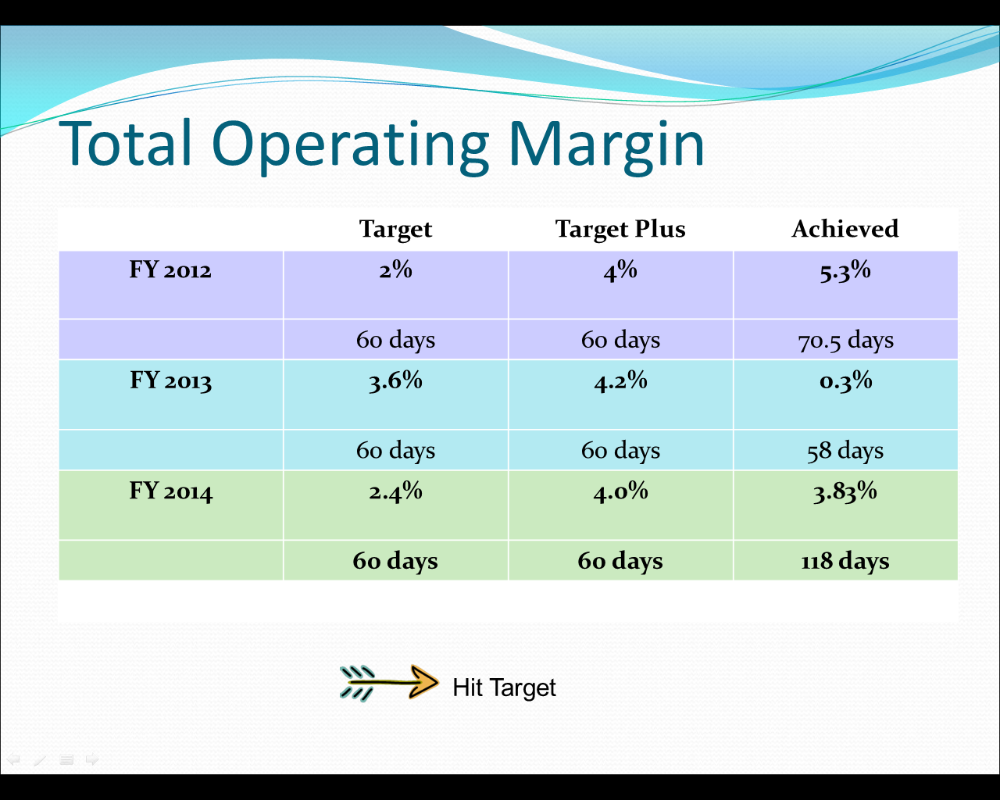 Total Operating Margin
Target Target Plus Achieved
FY 2012 2% 4% 5.3%
60 days 60 days 70.5 days
FY 2013 3.6% 4.2% 0.3%
60 days 60 days 58 days
FY 2014 2.4% 4.0% 3.83%
60 days 60 days 118 days
Hit Target